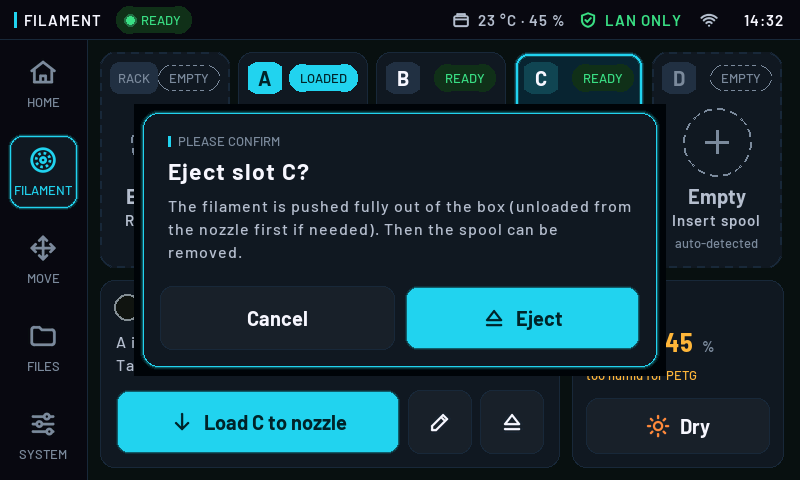 FILAMENT
READY
23 °C · 45 %
LAN ONLY
14:32
HOME
FILAMENT
MOVE
FILES
SYSTEM
RACK
EMPTY
A
LOADED
B
READY
C
READY
D
EMPTY
Empty
Insert spool
auto-detected
PLEASE CONFIRM
Eject slot C?
The filament is pushed fully out of the box (unloaded from
the nozzle first if needed). Then the spool can be
removed.
Cancel
Eject
45 %
too humid for PETG
Load C to nozzle
Dry